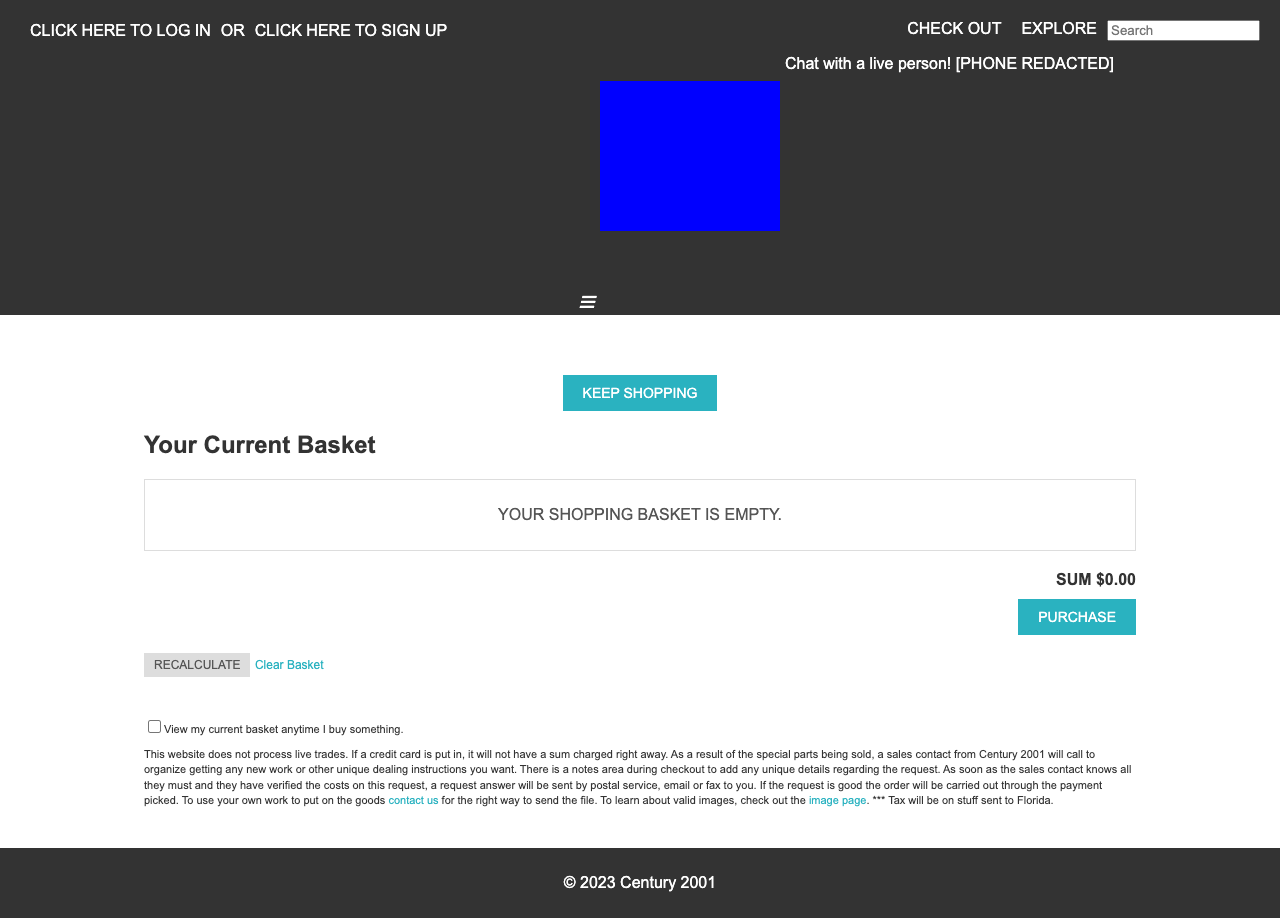 CLICK HERE TO LOG IN OR CLICK HERE TO SIGN UP
CHECK OUT EXPLORE Search
Chat with a live person! [PHONE REDACTED]
☰
KEEP SHOPPING
Your Current Basket
YOUR SHOPPING BASKET IS EMPTY.
SUM $0.00
PURCHASE
RECALCULATE Clear Basket
View my current basket anytime I buy something.
This website does not process live trades. If a credit card is put in, it will not have a sum charged right away. As a result of the special parts being sold, a sales contact from Century 2001 will call to
organize getting any new work or other unique dealing instructions you want. There is a notes area during checkout to add any unique details regarding the request. As soon as the sales contact knows all
they must and they have verified the costs on this request, a request answer will be sent by postal service, email or fax to you. If the request is good the order will be carried out through the payment
picked. To use your own work to put on the goods contact us for the right way to send the file. To learn about valid images, check out the image page. *** Tax will be on stuff sent to Florida.
© 2023 Century 2001